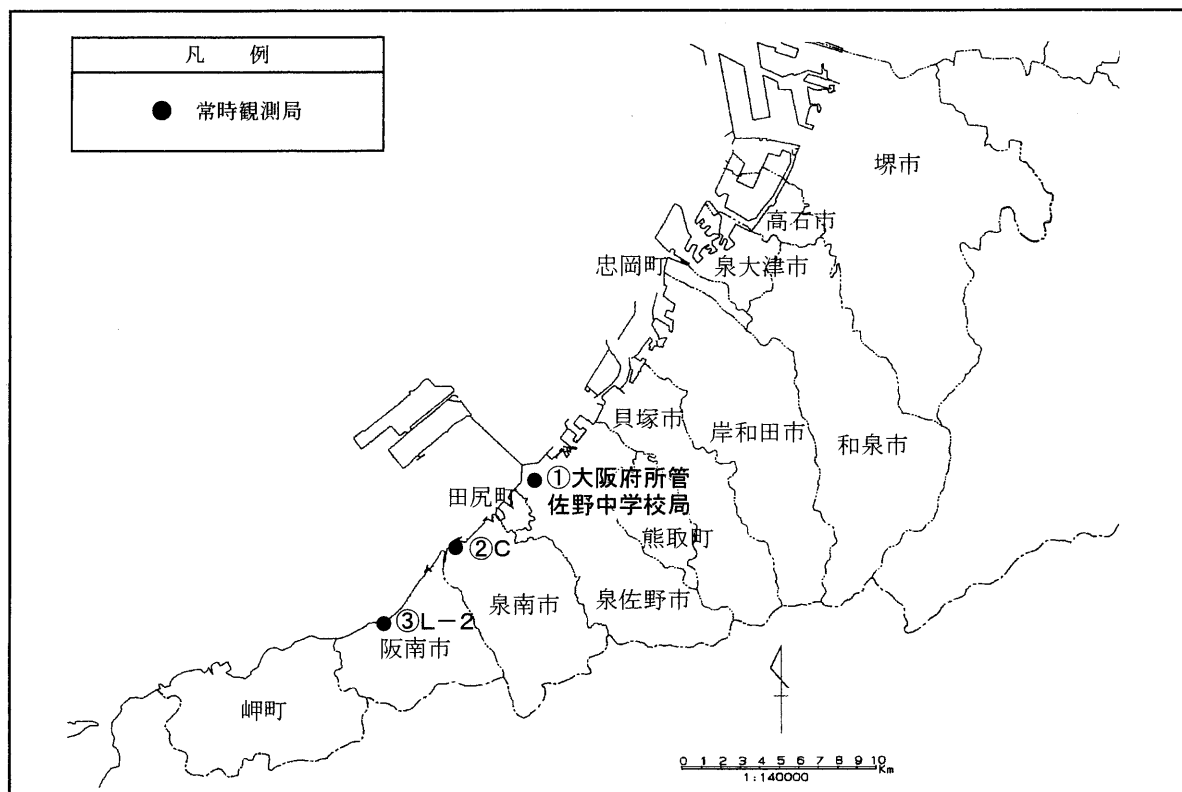 凡 例
● 常時観測局
堺市
高石市
忠岡町
泉大津市
貝塚市
岸和田市
和泉市
①大阪府所管
佐野中学校局
田尻町
熊取町
②C
泉南市
泉佐野市
③L-2
阪南市
岬町
0 1 2 3 4 5 6 7 8 9 10
Km
1:140000